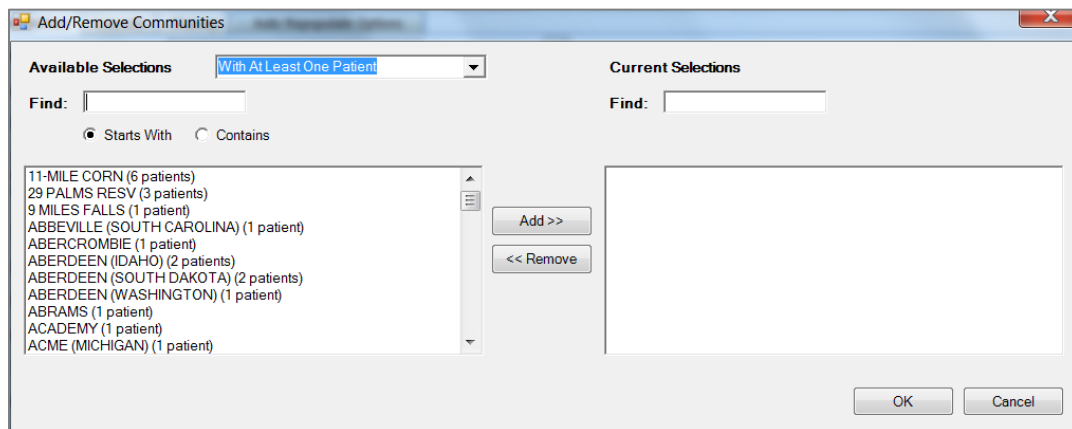 Add/Remove Communities
Available Selections
With At Least One Patient
Current Selections
Find:
Find:
Starts With
Contains
11-MILE CORN (6 patients)
29 PALMS RESV (3 patients)
9 MILES FALLS (1 patient)
ABBEVILLE (SOUTH CAROLINA) (1 patient)
ABERCROMBIE (1 patient)
ABERDEEN (IDAHO) (2 patients)
ABERDEEN (SOUTH DAKOTA) (2 patients)
ABERDEEN (WASHINGTON) (1 patient)
ABRAMS (1 patient)
ACADEMY (1 patient)
ACME (MICHIGAN) (1 patient)
Add >>
<< Remove
OK
Cancel